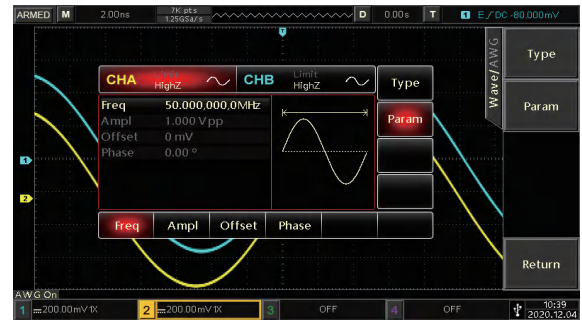 ARMED M 2.00ns 7K pts 1.25GSa/s D 0.00s T 1 E/DC -80.000mV
Wave/AWG
Type
Param
Return
CHA Limit HighZ CHB Limit HighZ
Type
Param
Freq 50.000,000,0MHz
Ampl 1.000 Vpp
Offset 0 mV
Phase 0.00 °
Freq Ampl Offset Phase
T
1
2
AWG On
1 200.00mV 1X 2 200.00mV 1X 3 OFF 4 OFF
10:39
2020.12.04